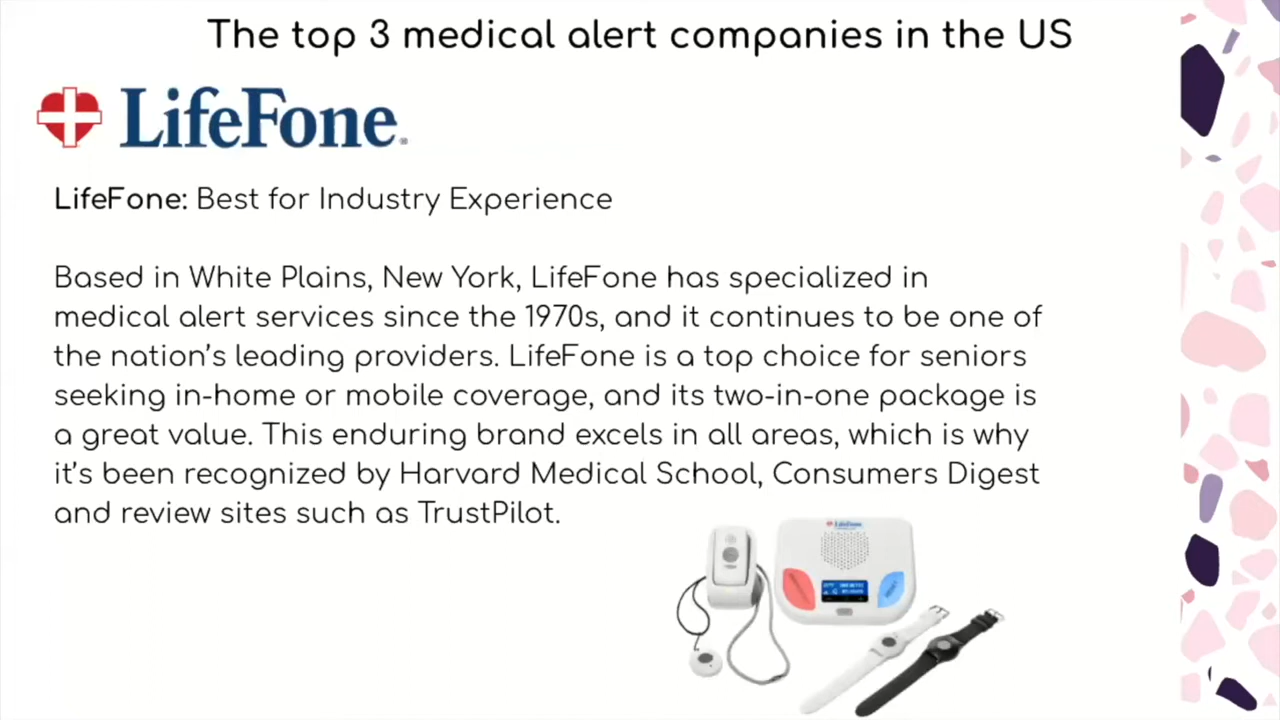 The top 3 medical alert companies in the US
LifeFone
LifeFone: Best for Industry Experience
Based in White Plains, New York, LifeFone has specialized in
medical alert services since the 1970s, and it continues to be one of
the nation's leading providers. LifeFone is a top choice for seniors
seeking in-home or mobile coverage, and its two-in-one package is
a great value. This enduring brand excels in all areas, which is why
it's been recognized by Harvard Medical School, Consumers Digest
and review sites such as TrustPilot.
LifeFone